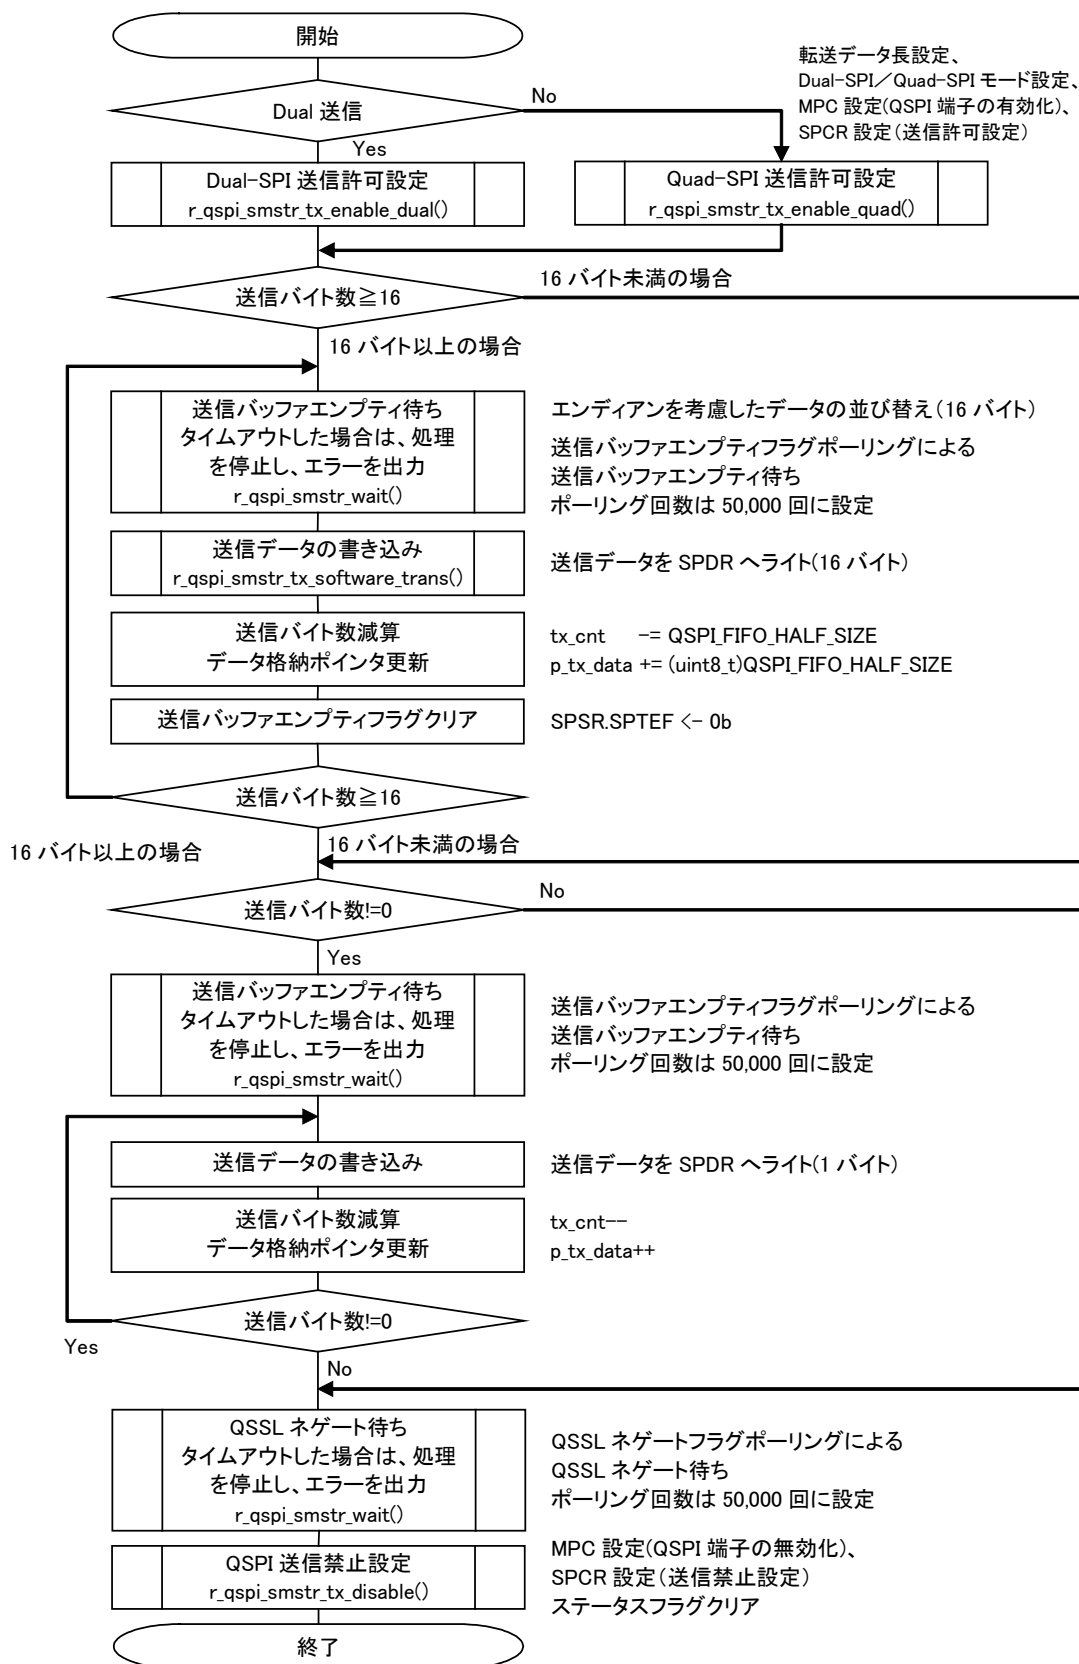 開始
転送データ長設定、
Dual-SPI/Quad-SPI モード設定、
MPC 設定(QSPI 端子の有効化)、
SPCR 設定(送信許可設定)
Dual 送信
No
Yes
Dual-SPI 送信許可設定
r_qspi_smstr_tx_enable_dual()
Quad-SPI 送信許可設定
r_qspi_smstr_tx_enable_quad()
送信バイト数≧16
16 バイト未満の場合
16 バイト以上の場合
送信バッファエンプティ待ち
タイムアウトした場合は、処理
を停止し、エラーを出力
r_qspi_smstr_wait()
エンディアンを考慮したデータの並び替え(16 バイト)
送信バッファエンプティフラグポーリングによる
送信バッファエンプティ待ち
ポーリング回数は 50,000 回に設定
送信データの書き込み
r_qspi_smstr_tx_software_trans()
送信データを SPDR へライト(16 バイト)
送信バイト数減算
データ格納ポインタ更新
tx_cnt -= QSPI_FIFO_HALF_SIZE
p_tx_data += (uint8_t)QSPI_FIFO_HALF_SIZE
送信バッファエンプティフラグクリア
SPSR.SPTEF <- 0b
送信バイト数≧16
16 バイト以上の場合
16 バイト未満の場合
送信バイト数!=0
No
Yes
送信バッファエンプティ待ち
タイムアウトした場合は、処理
を停止し、エラーを出力
r_qspi_smstr_wait()
送信バッファエンプティフラグポーリングによる
送信バッファエンプティ待ち
ポーリング回数は 50,000 回に設定
送信データの書き込み
送信データを SPDR へライト(1 バイト)
送信バイト数減算
データ格納ポインタ更新
tx_cnt--
p_tx_data++
送信バイト数!=0
Yes
No
QSSL ネゲート待ち
タイムアウトした場合は、処理
を停止し、エラーを出力
r_qspi_smstr_wait()
QSSL ネゲートフラグポーリングによる
QSSL ネゲート待ち
ポーリング回数は 50,000 回に設定
QSPI 送信禁止設定
r_qspi_smstr_tx_disable()
MPC 設定(QSPI 端子の無効化)、
SPCR 設定(送信禁止設定)
ステータスフラグクリア
終了